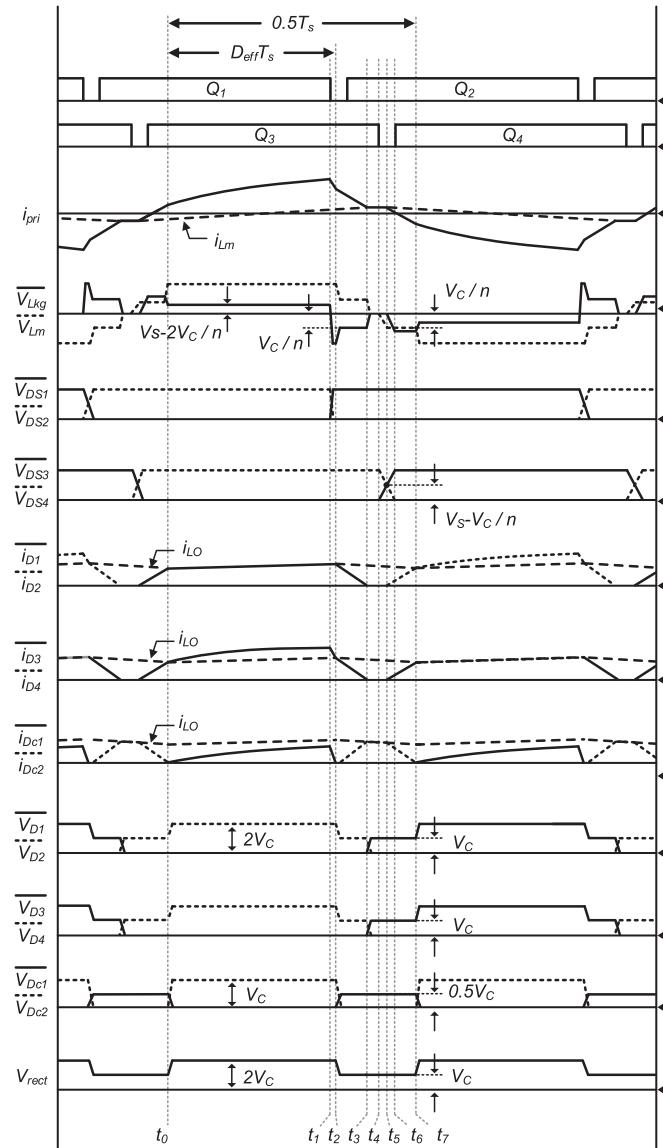 0.5Ts
DeffTs
Q1 Q2
Q3 Q4
ipri
iLm
VLkg
VLm
VC / n
VS-2VC / n
VC / n
VDS1
VDS2
VDS3
VDS4
VS-VC / n
iD1
iD2
iLO
iD3
iD4
iLO
iDc1
iDc2
iLO
VD1
VD2
2VC
VC
VD3
VD4
VC
VDc1
VDc2
VC
0.5VC
Vrect
2VC
VC
t0 t1 t2 t3 t4 t5 t6 t7